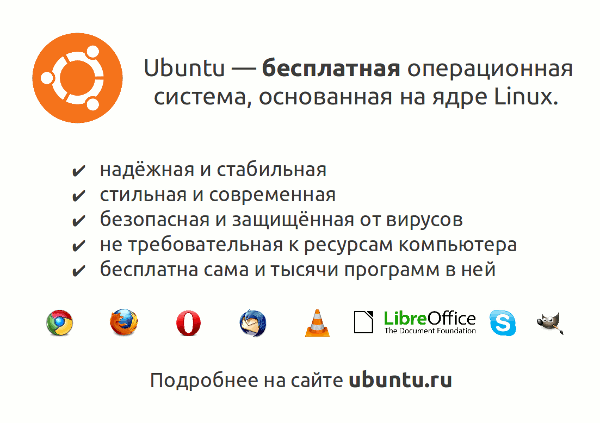 Ubuntu — бесплатная операционная
система, основанная на ядре Linux.
✔ надёжная и стабильная
✔ стильная и современная
✔ безопасная и защищённая от вирусов
✔ не требовательная к ресурсам компьютера
✔ бесплатна сама и тысячи программ в ней
LibreOffice
The Document Foundation
Подробнее на сайте ubuntu.ru